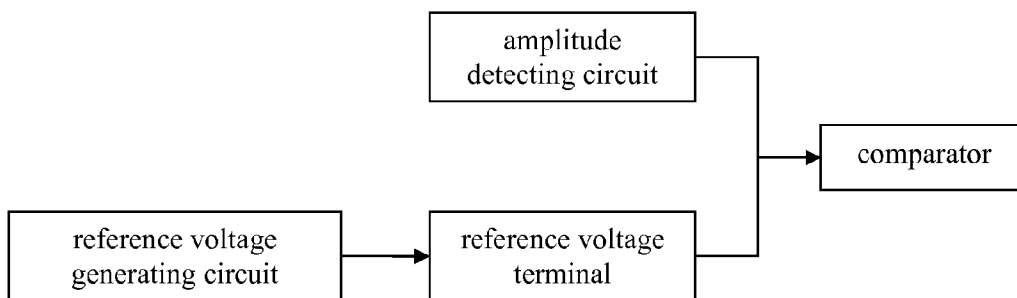 amplitude
detecting circuit
comparator
reference voltage
generating circuit
reference voltage
terminal